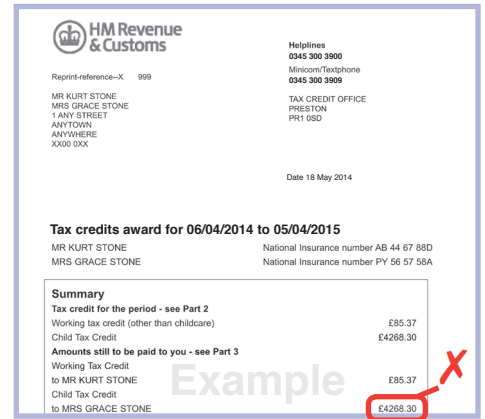 HM Revenue
& Customs
Helplines
0345 300 3900
Minicom/Textphone
0345 300 3909
Reprint-reference--X 999
MR KURT STONE
MRS GRACE STONE
1 ANY STREET
ANYTOWN
ANYWHERE
XX00 0XX
TAX CREDIT OFFICE
PRESTON
PR1 0SD
Date 18 May 2014
Tax credits award for 06/04/2014 to 05/04/2015
MR KURT STONE National Insurance number AB 44 67 88D
MRS GRACE STONE National Insurance number PY 56 57 58A
Summary
Tax credit for the period - see Part 2
Working tax credit (other than childcare) £85.37
Child Tax Credit £4268.30
Amounts still to be paid to you - see Part 3
Working Tax Credit
to MR KURT STONE £85.37
Child Tax Credit
to MRS GRACE STONE £4268.30
Example